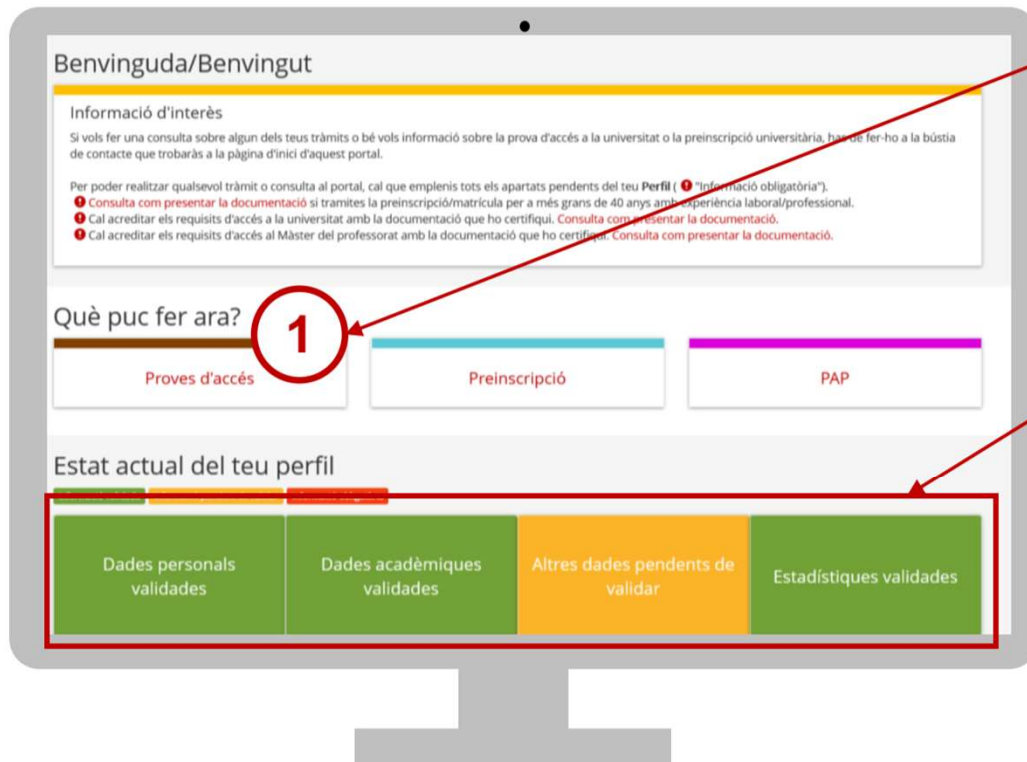 Benvinguda/Benvingut
Informació d'interès
Si vols fer una consulta sobre algun dels teus tràmits o bé vols informació sobre la prova d'accés a la universitat o la preinscripció universitària, has de fer-ho a la bústia
de contacte que trobaràs a la pàgina d'inici d'aquest portal.
Per poder realitzar qualsevol tràmit o consulta al portal, cal que emplenis tots els apartats pendents del teu Perfil ( "Informació obligatòria").
Consulta com presentar la documentació si tramites la preinscripció/matrícula per a més grans de 40 anys amb experiència laboral/professional.
Cal acreditar els requisits d'accés a la universitat amb la documentació que ho certifiqui. Consulta com presentar la documentació.
Cal acreditar els requisits d'accés al Màster del professorat amb la documentació que ho certifiqui. Consulta com presentar la documentació.
Què puc fer ara?
1
Proves d'accés
Preinscripció
PAP
Estat actual del teu perfil
Dades personals
validades
Dades acadèmiques
validades
Altres dades pendents de
validar
Estadístiques validades